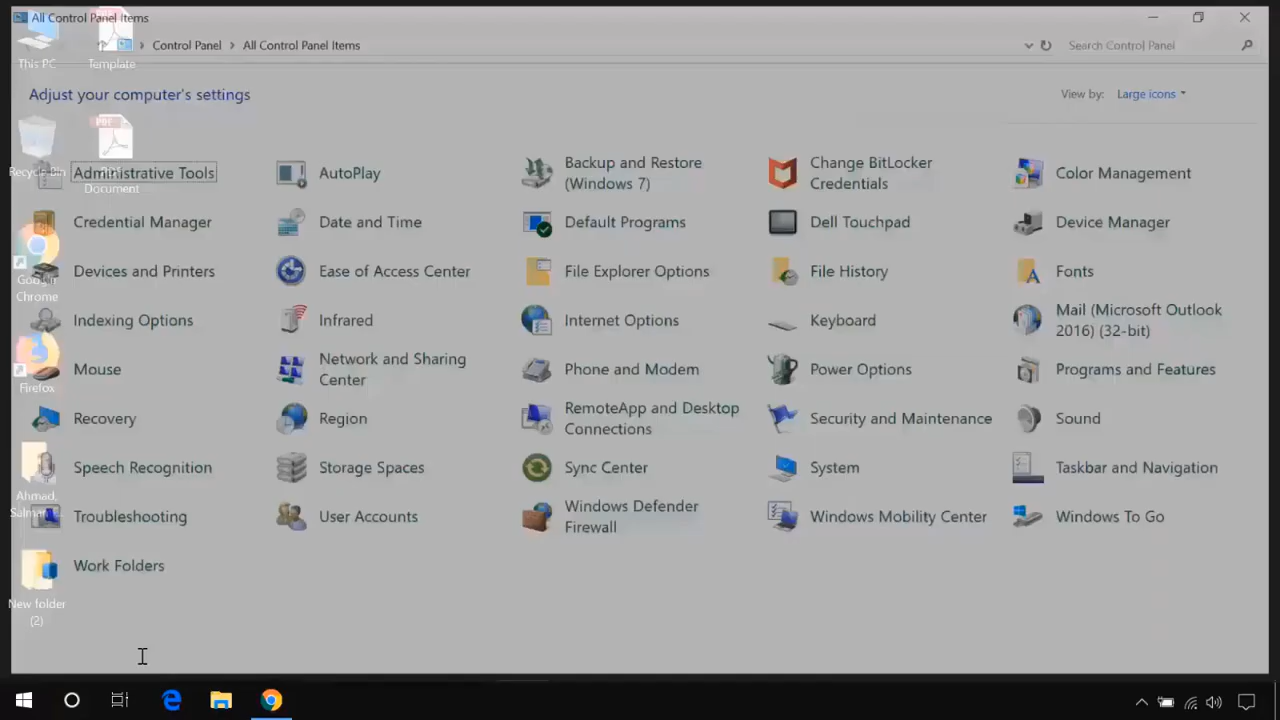 All Control Panel Items
Control Panel > All Control Panel Items
Search Control Panel
This PC
Template
Adjust your computer's settings
View by: Large icons
PDF
Recycle Bin
Administrative Tools
AutoPlay
Backup and Restore
(Windows 7)
Change BitLocker
Credentials
Color Management
Document
Credential Manager
Date and Time
Default Programs
Dell Touchpad
Device Manager
Google
Chrome
Devices and Printers
Ease of Access Center
File Explorer Options
File History
Fonts
Indexing Options
Infrared
Internet Options
Keyboard
Mail (Microsoft Outlook
2016) (32-bit)
Firefox
Mouse
Network and Sharing
Center
Phone and Modem
Power Options
Programs and Features
Recovery
Region
RemoteApp and Desktop
Connections
Security and Maintenance
Sound
Ahmad,
Speech Recognition
Storage Spaces
Sync Center
System
Taskbar and Navigation
Troubleshooting
User Accounts
Windows Defender
Firewall
Windows Mobility Center
Windows To Go
Work Folders
New folder
(2)